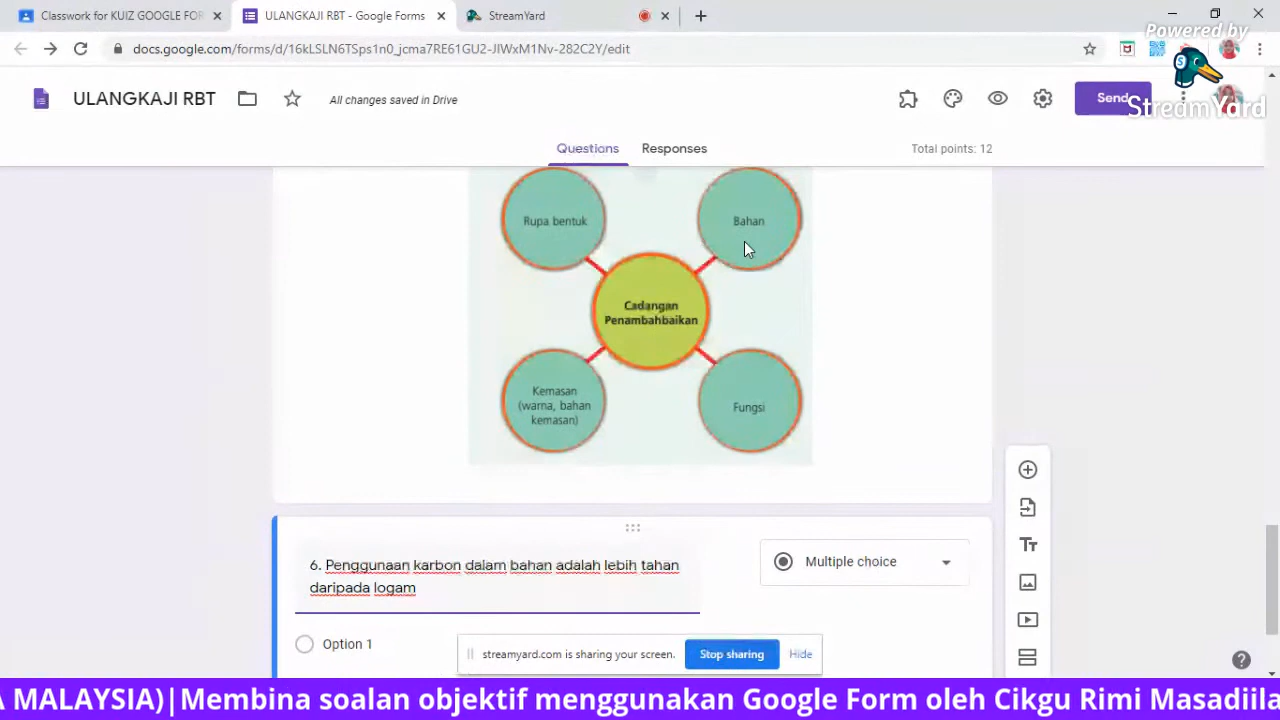 Classwork for KUIZ GOOGLE FOR
ULANGKAJI RBT - Google Forms
StreamYard
docs.google.com/forms/d/16kLSLN6TSps1n0_jcma7RE61GU2-JIWxM1Nv-282C2Y/edit
Powered by
StreamYard
ULANGKAJI RBT
All changes saved in Drive
Send
Questions
Responses
Total points: 12
Rupa bentuk
Bahan
Cadangan
Penambahbaikan
Kemasan
(warna, bahan
kemasan)
Fungsi
6. Penggunaan karbon dalam bahan adalah lebih tahan
daripada logam
Multiple choice
Option 1
streamyard.com is sharing your screen.
Stop sharing
Hide
A MALAYSIA)|Membina soalan objektif menggunakan Google Form oleh Cikgu Rimi Masadiila